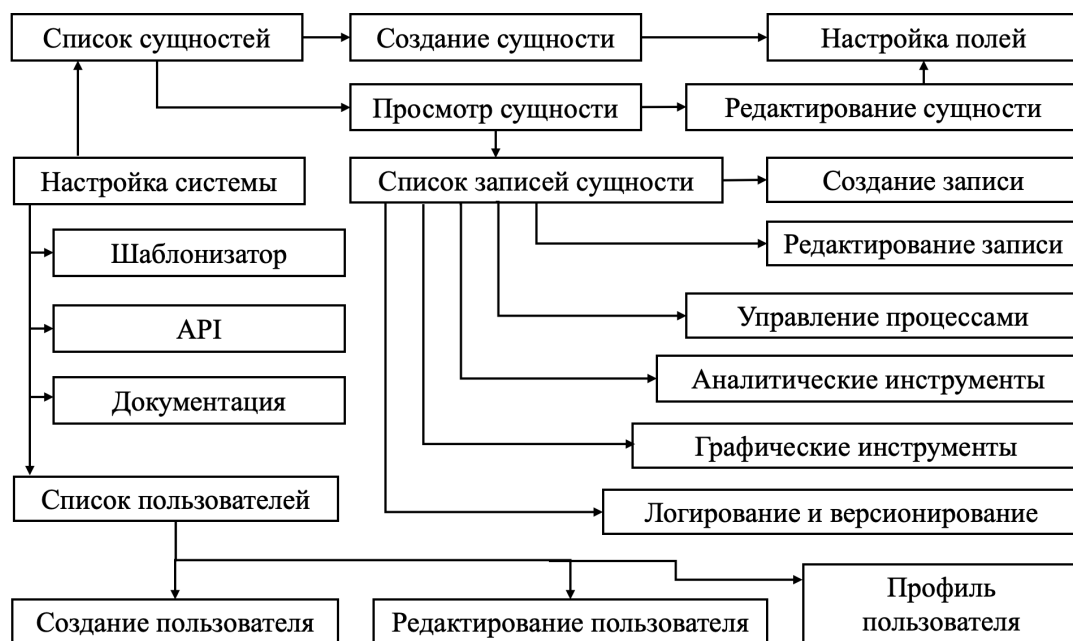 Список сущностей
Создание сущности
Настройка полей
Просмотр сущности
Редактирование сущности
Настройка системы
Список записей сущности
Создание записи
Шаблонизатор
Редактирование записи
API
Управление процессами
Документация
Аналитические инструменты
Графические инструменты
Список пользователей
Логирование и версионирование
Создание пользователя
Редактирование пользователя
Профиль
пользователя